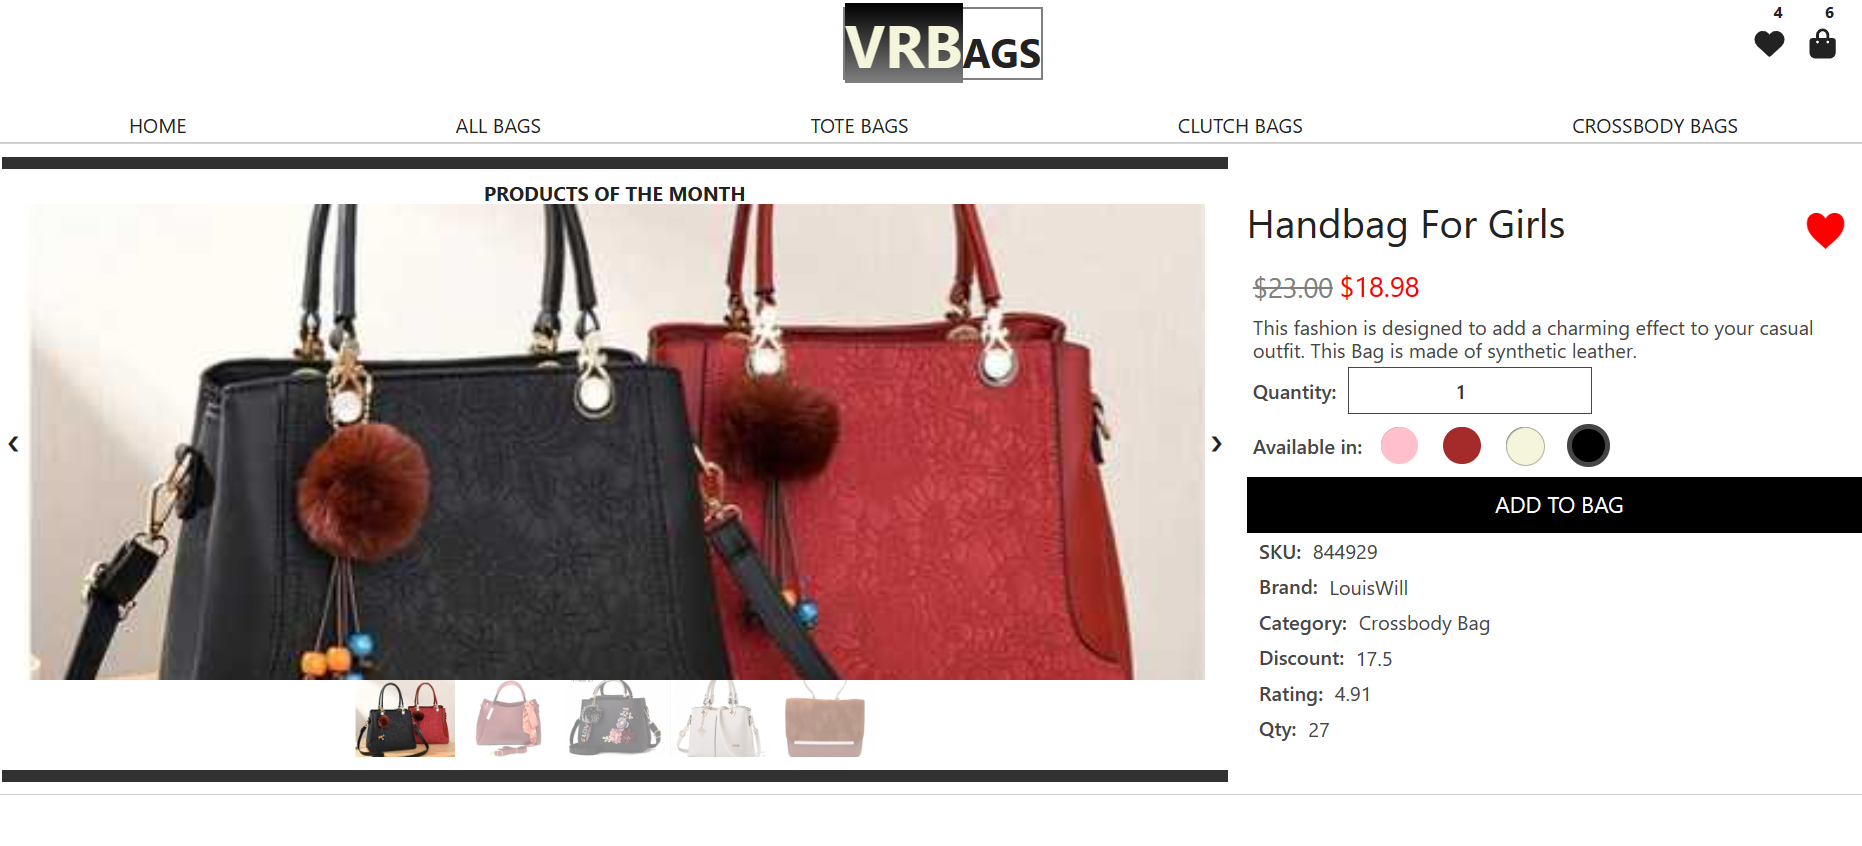 4 6
VRBAGS
HOME ALL BAGS TOTE BAGS CLUTCH BAGS CROSSBODY BAGS
PRODUCTS OF THE MONTH
Handbag For Girls
$23.00 $18.98
This fashion is designed to add a charming effect to your casual
outfit. This Bag is made of synthetic leather.
Quantity: 1
Available in:
ADD TO BAG
SKU: 844929
Brand: LouisWill
Category: Crossbody Bag
Discount: 17.5
Rating: 4.91
Qty: 27